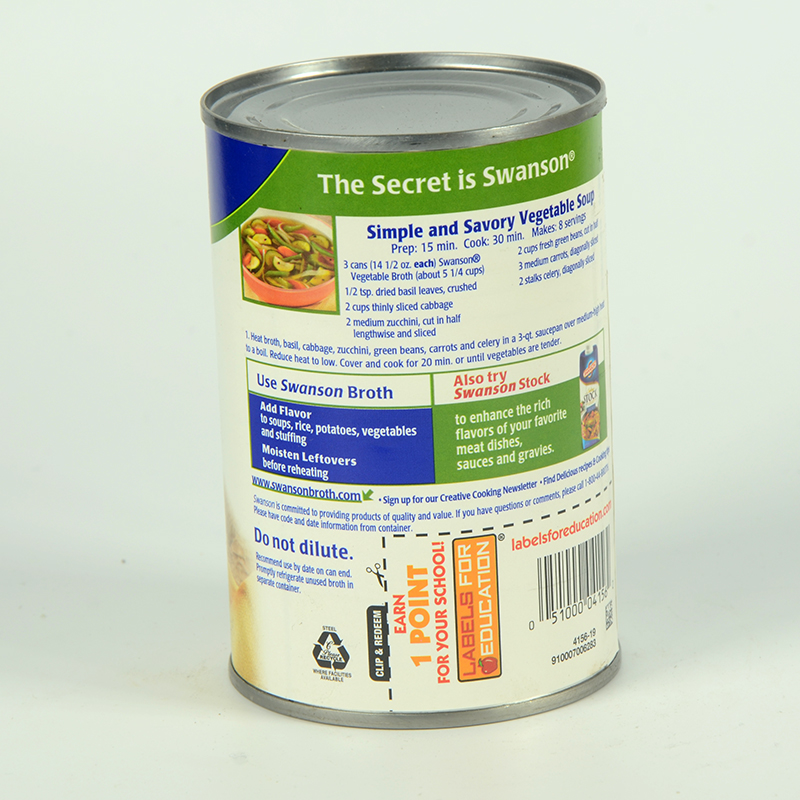 The Secret is Swanson®
Simple and Savory Vegetable Soup
Prep: 15 min. Cook: 30 min. Makes: 8 servings
3 cans (14 1/2 oz. each) Swanson®
Vegetable Broth (about 5 1/4 cups)
1/2 tsp. dried basil leaves, crushed
2 cups thinly sliced cabbage
2 medium zucchini, cut in half
lengthwise and sliced
2 cups fresh green beans, cut in half
3 medium carrots, diagonally sliced
2 stalks celery, diagonally sliced
1. Heat broth, basil, cabbage, zucchini, green beans, carrots and celery in a 3-qt. saucepan over medium-high heat
to a boil. Reduce heat to low. Cover and cook for 20 min. or until vegetables are tender.
Use Swanson Broth
Add Flavor
to soups, rice, potatoes, vegetables
and stuffing
Moisten Leftovers
before reheating
Also try
Swanson Stock
to enhance the rich
flavors of your favorite
meat dishes,
sauces and gravies.
STOCK
www.swansonbroth.com • Sign up for our Creative Cooking Newsletter • Find Delicious recipes & Cooking
Swanson is committed to providing products of quality and value. If you have questions or comments, please call 1-800-44-
Please have code and date information from container.
Do not dilute.
Recommend use by date on can end.
Promptly refrigerate unused broth in
separate container.
STEEL
Please
RECYCLE
WHERE FACILITIES
AVAILABLE
CLIP & REDEEM
EARN
1 POINT
FOR YOUR SCHOOL!
LABELS FOR
EDUCATION®
labelsforeducation.com
0 51000 04156
4156-19
910007006283